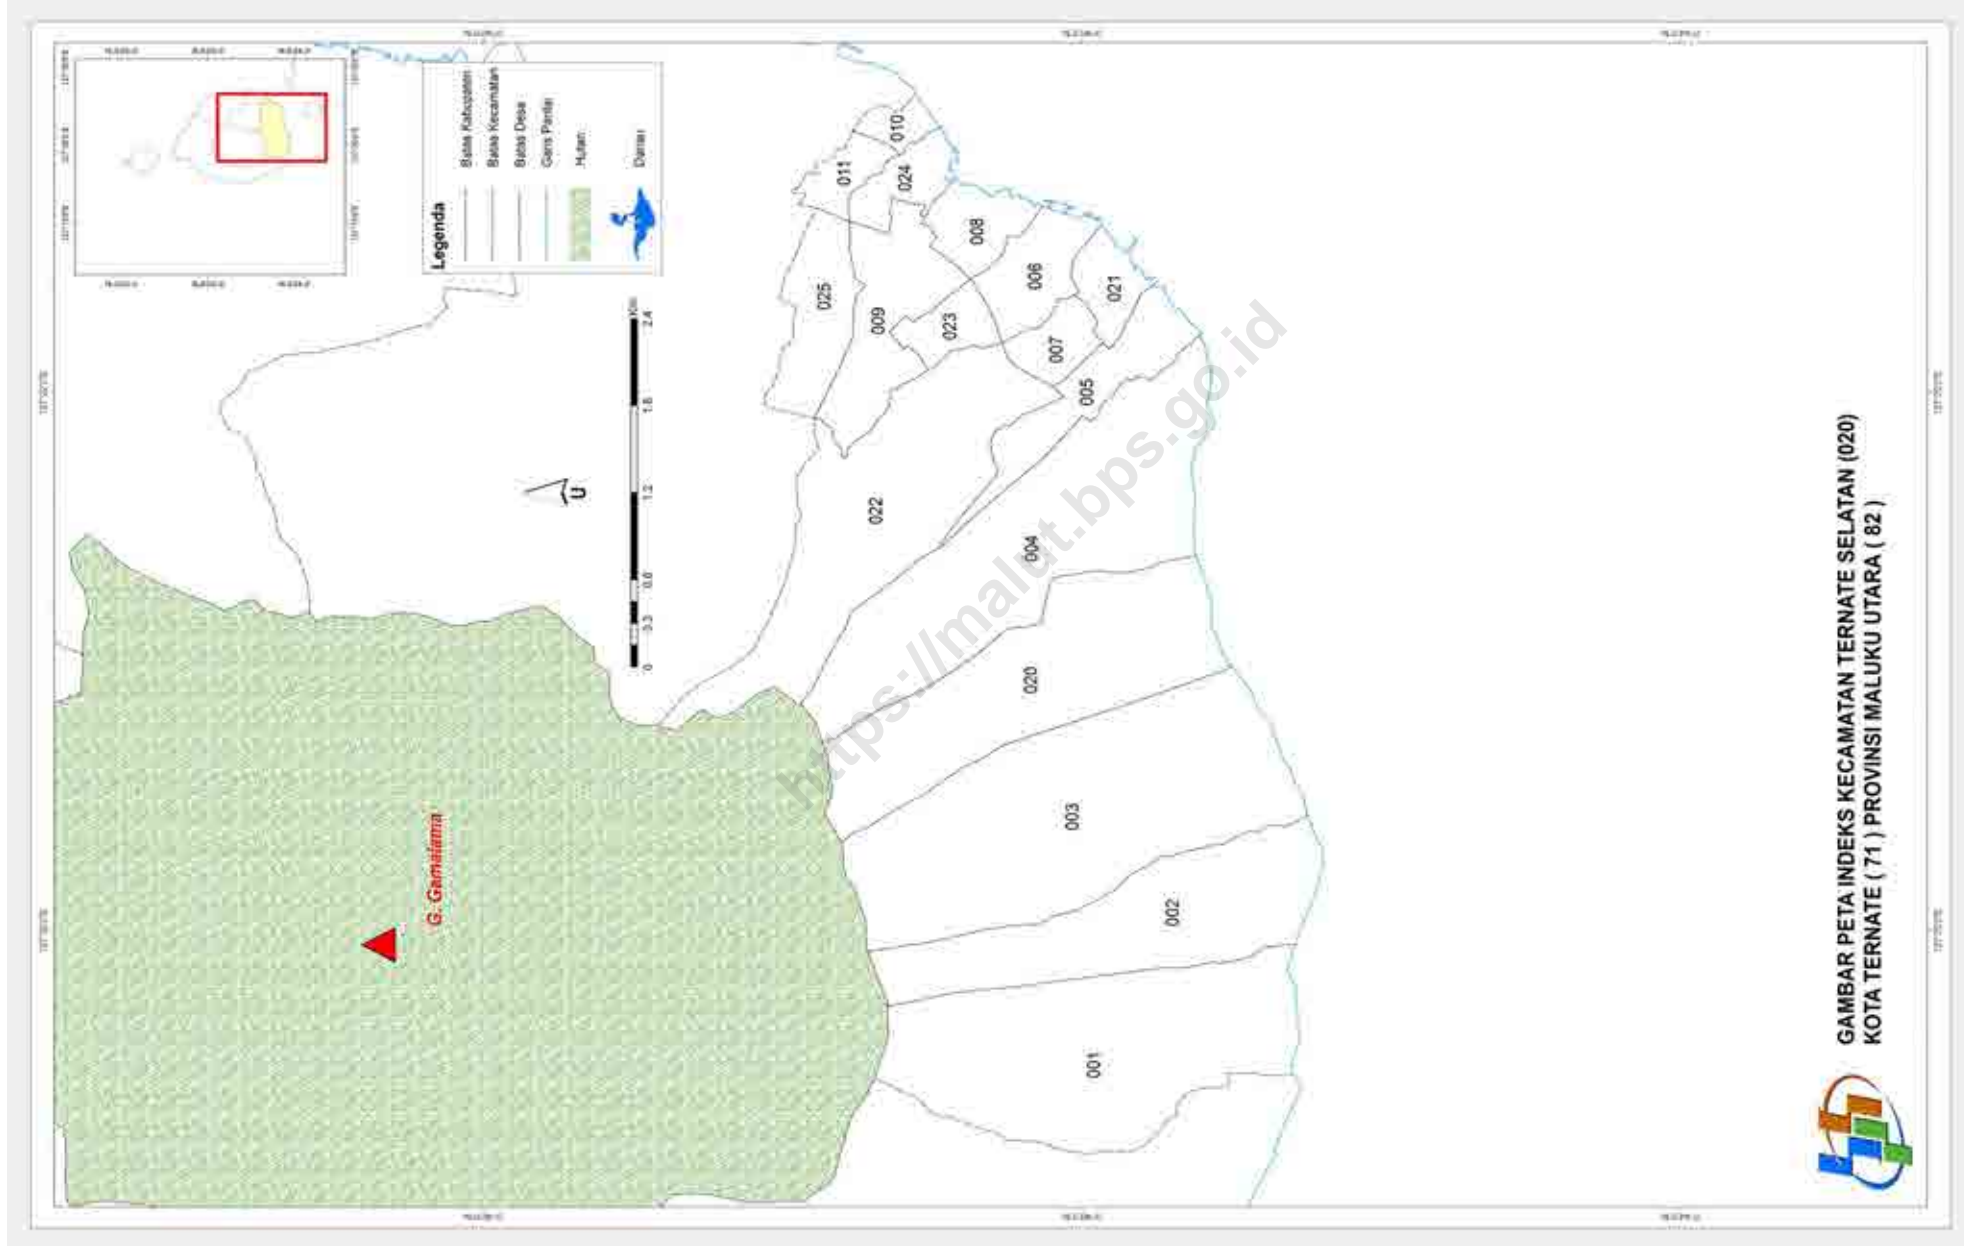 Legenda
Batas Kabupaten
Batas Kecamatan
Batas Desa
Garis Pantai
Hutan
Danau
U
0 0.3 0.6 1.2 1.8 2.4
G. Gamalama
010
011
024
008
025
006
021
009
023
007
005
022
004
020
003
002
001
https://malut.bps.go.id
GAMBAR PETA INDEKS KECAMATAN TERNATE SELATAN (020)
KOTA TERNATE ( 71 ) PROVINSI MALUKU UTARA ( 82 )